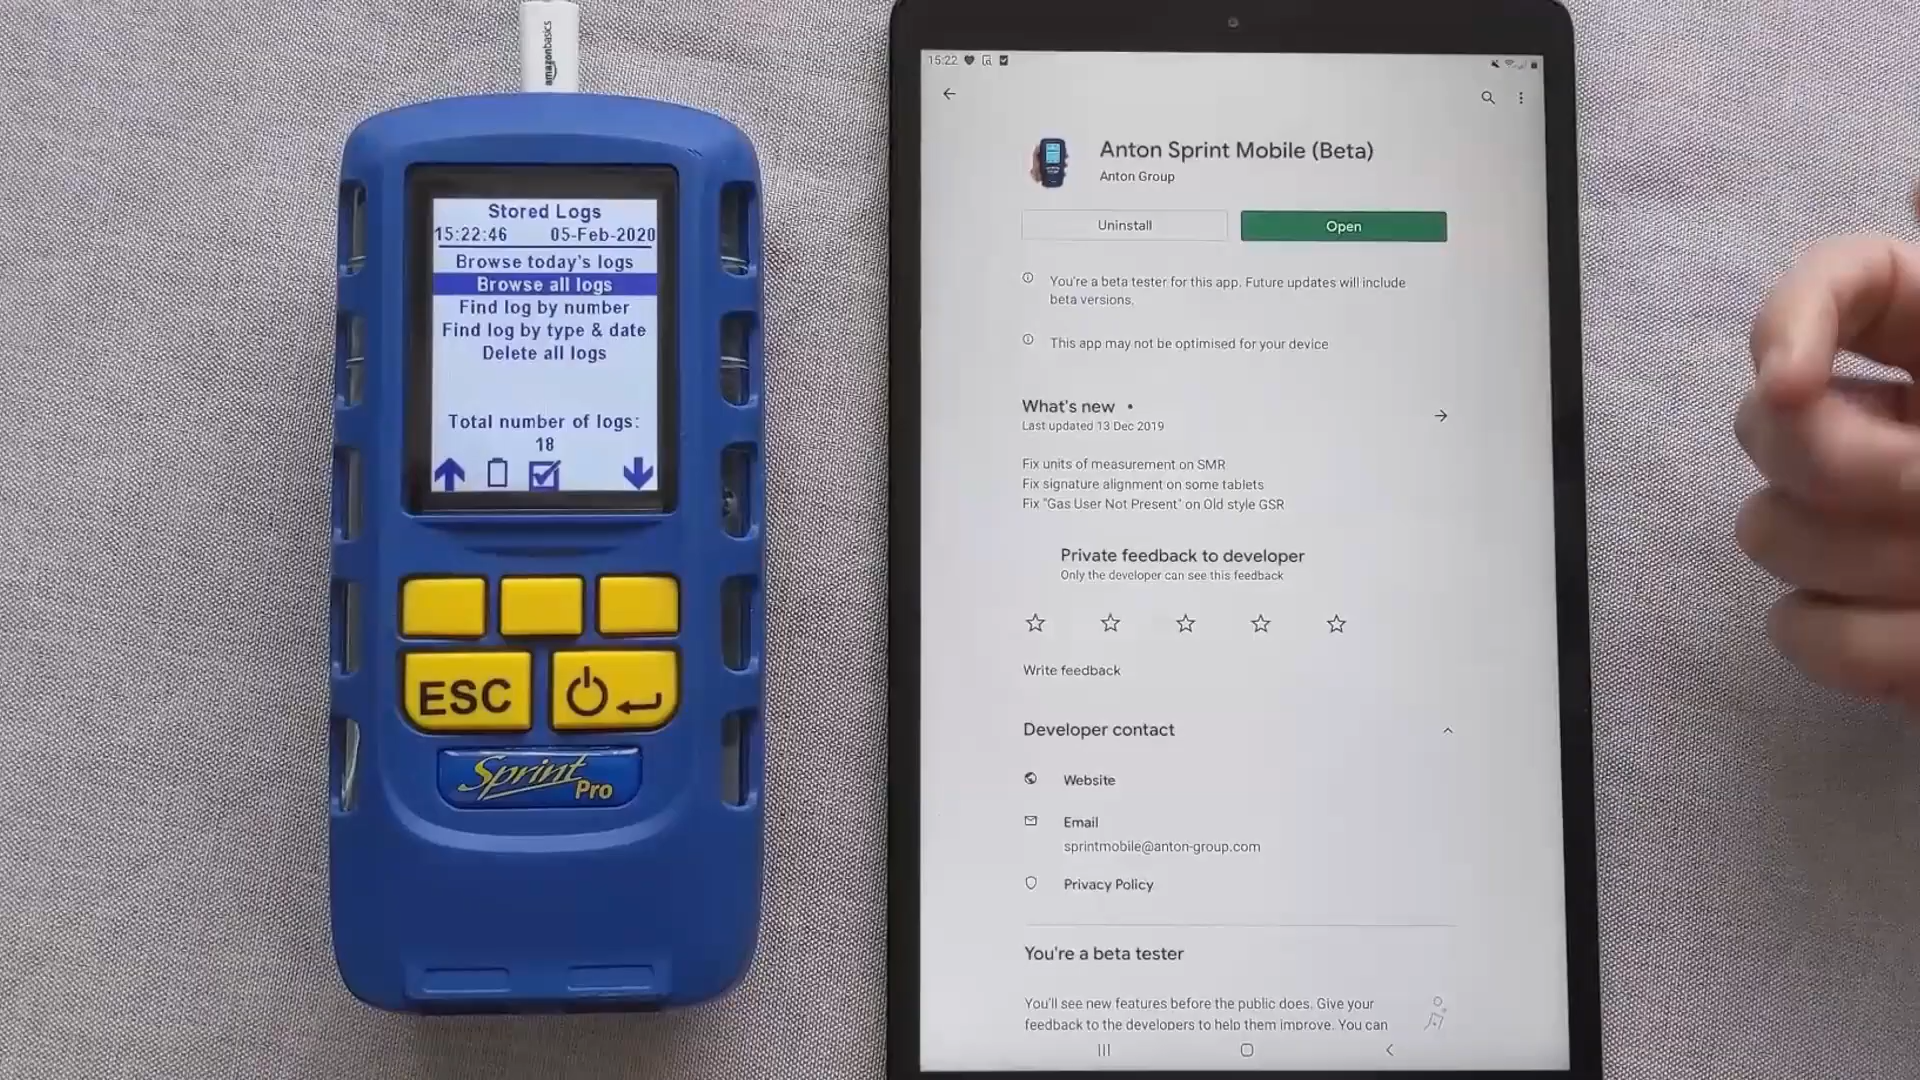 amazonbasics
Stored Logs
15:22:46 05-Feb-2020
Browse today's logs
Browse all logs
Find log by number
Find log by type & date
Delete all logs
Total number of logs:
18
ESC
Sprint
Pro
15:22
Anton Sprint Mobile (Beta)
Anton Group
Uninstall
Open
You're a beta tester for this app. Future updates will include
beta versions.
This app may not be optimised for your device
What's new •
Last updated 13 Dec 2019
Fix units of measurement on SMR
Fix signature alignment on some tablets
Fix "Gas User Not Present" on Old style GSR
Private feedback to developer
Only the developer can see this feedback
Write feedback
Developer contact
Website
Email
sprintmobile@anton-group.com
Privacy Policy
You're a beta tester
You'll see new features before the public does. Give your
feedback to the developers to help them improve. You can